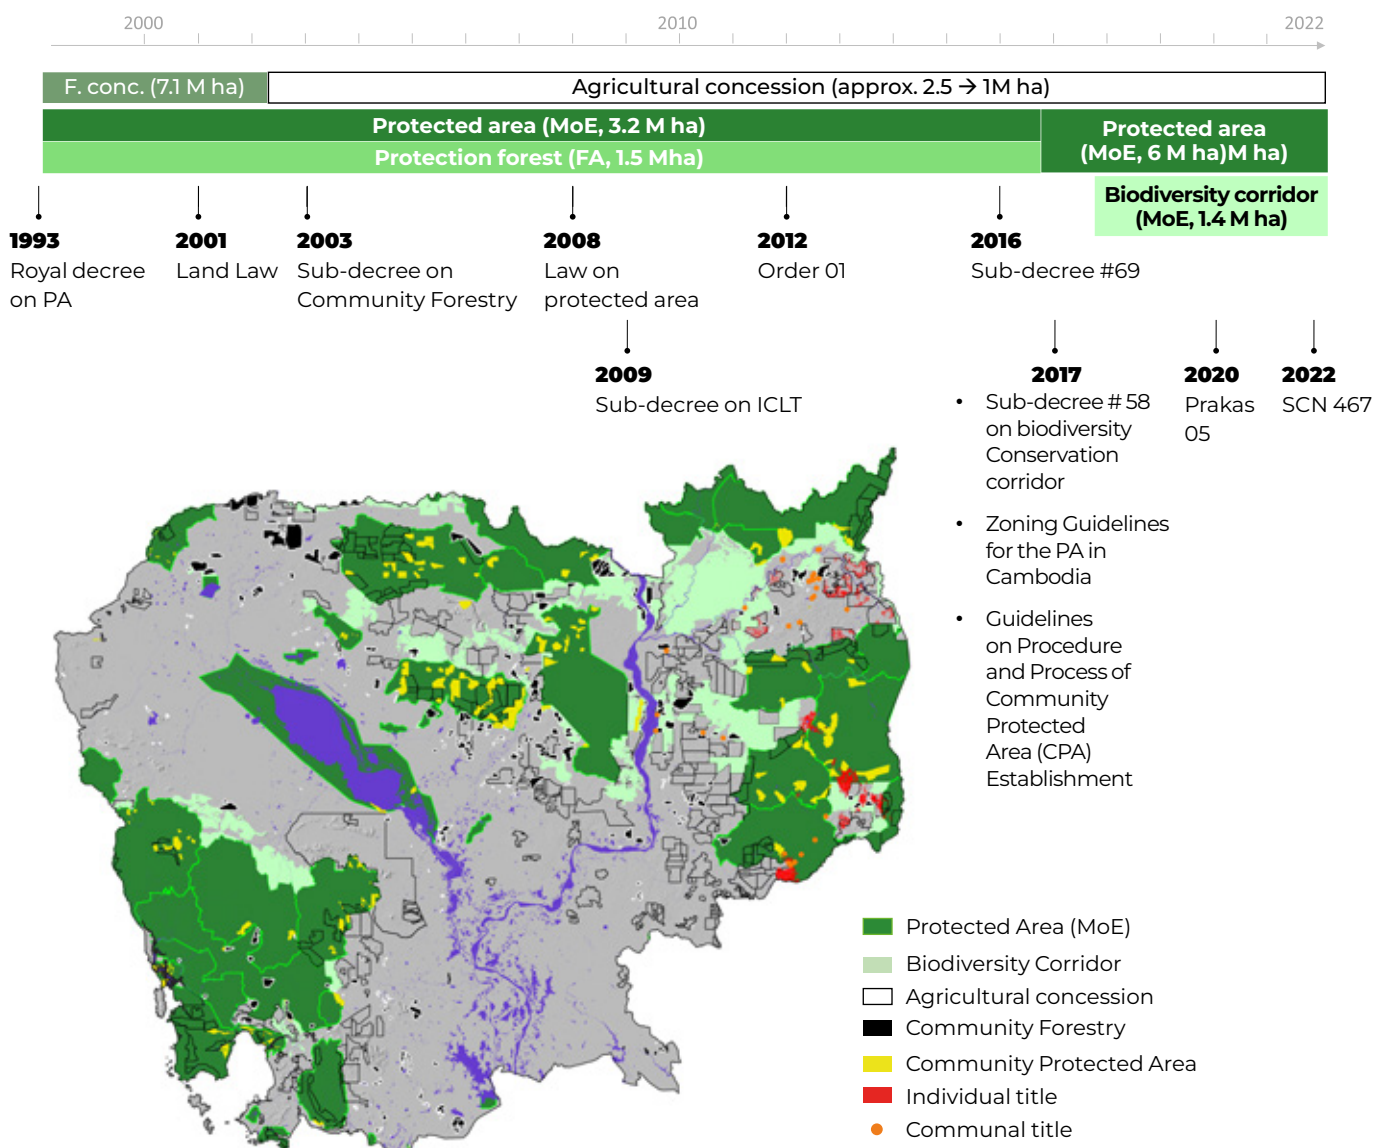 2000
2010
2022
F. conc. (7.1 M ha)
Agricultural concession (approx. 2.5 → 1M ha)
Protected area (MoE, 3.2 M ha)
Protection forest (FA, 1.5 Mha)
Protected area
(MoE, 6 M ha)M ha)
Biodiversity corridor
(MoE, 1.4 M ha)
1993
Royal decree
on PA
2001
Land Law
2003
Sub-decree on
Community Forestry
2008
Law on
protected area
2012
Order 01
2016
Sub-decree #69
2009
Sub-decree on ICLT
2017
• Sub-decree # 58
on biodiversity
Conservation
corridor
• Zoning Guidelines
for the PA in
Cambodia
• Guidelines
on Procedure
and Process of
Community
Protected
Area (CPA)
Establishment
2020
Prakas
05
2022
SCN 467
Protected Area (MoE)
Biodiversity Corridor
Agricultural concession
Community Forestry
Community Protected Area
Individual title
Communal title